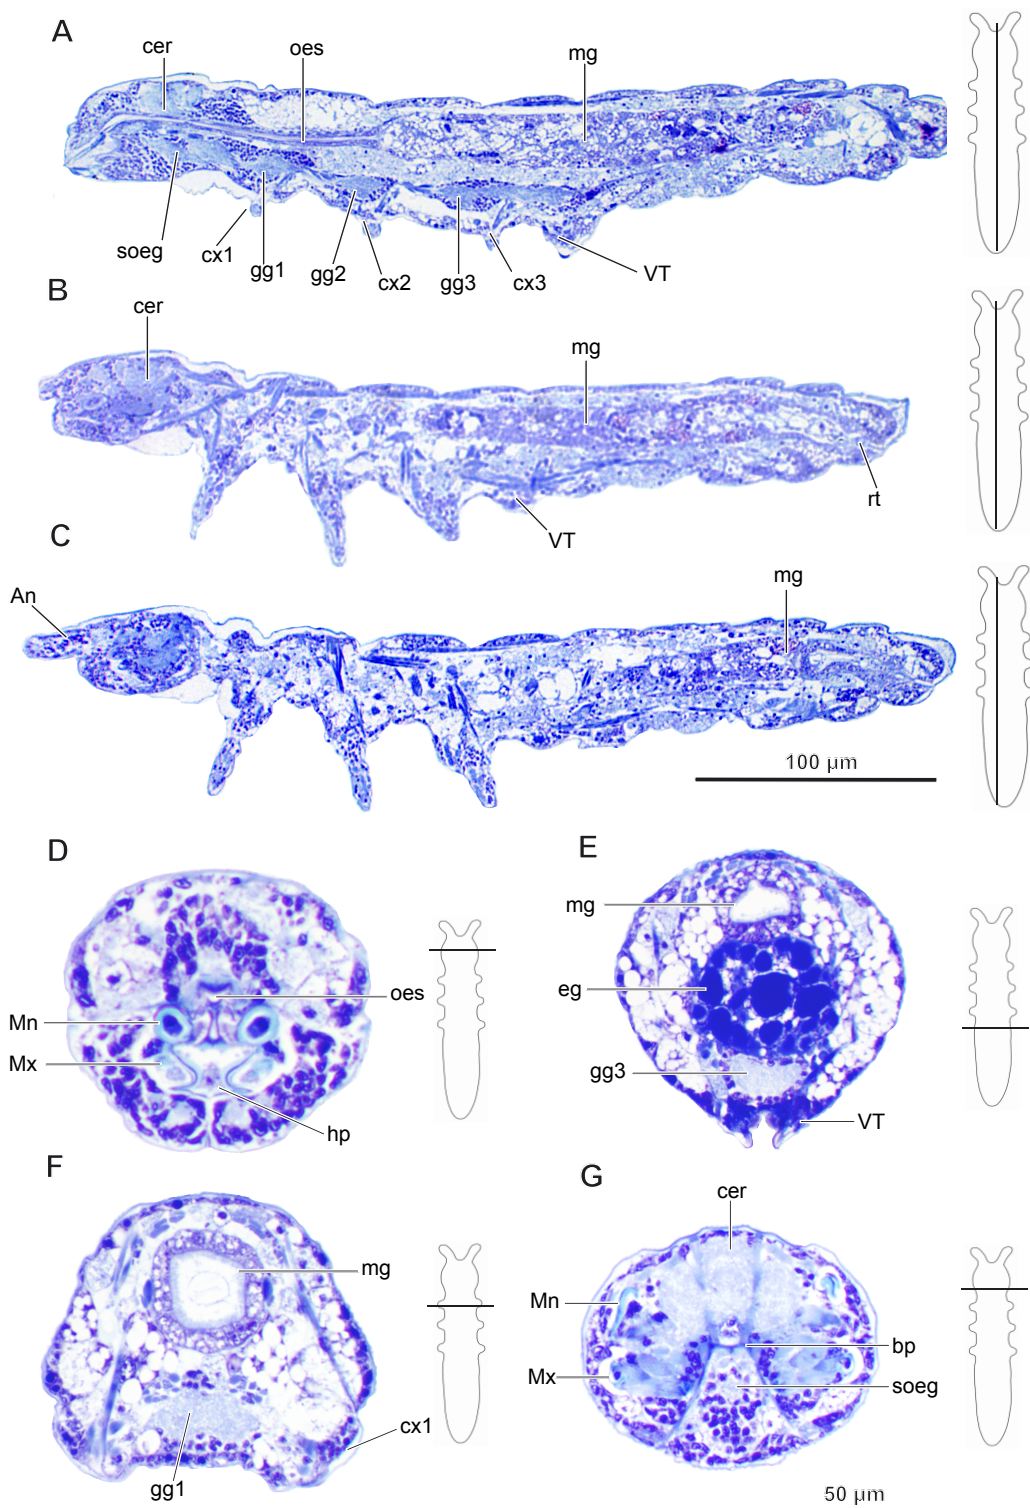 A
cer
oes
mg
soeg
cx1
gg1
gg2
cx2
gg3
cx3
VT
B
cer
mg
VT
rt
C
An
mg
100 µm
D
oes
Mn
Mx
hp
E
mg
eg
gg3
VT
F
mg
cx1
gg1
G
cer
Mn
bp
Mx
soeg
50 µm